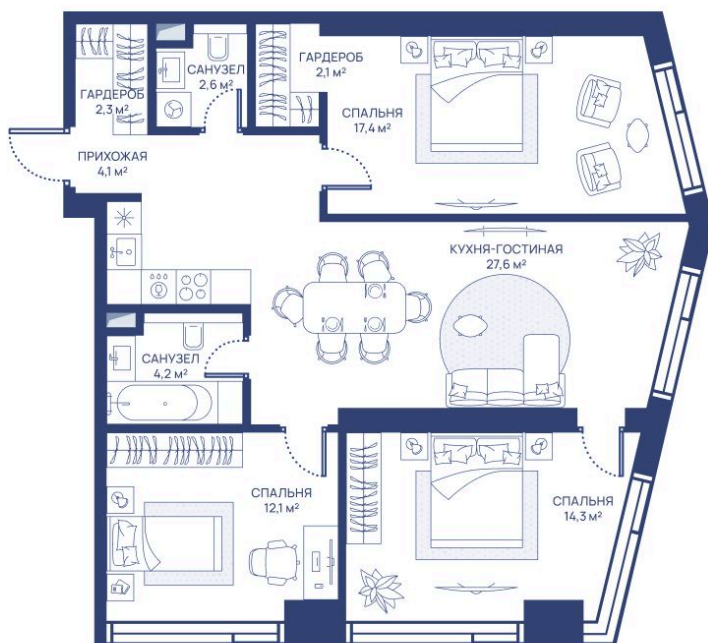 САНУЗЕЛ
2,6 м²
ГАРДЕРОБ
2,1 м²
ГАРДЕРОБ
2,3 м²
СПАЛЬНЯ
17,4 м²
ПРИХОЖАЯ
4,1 м²
КУХНЯ-ГОСТИНАЯ
27,6 м²
САНУЗЕЛ
4,2 м²
СПАЛЬНЯ
12,1 м²
СПАЛЬНЯ
14,3 м²